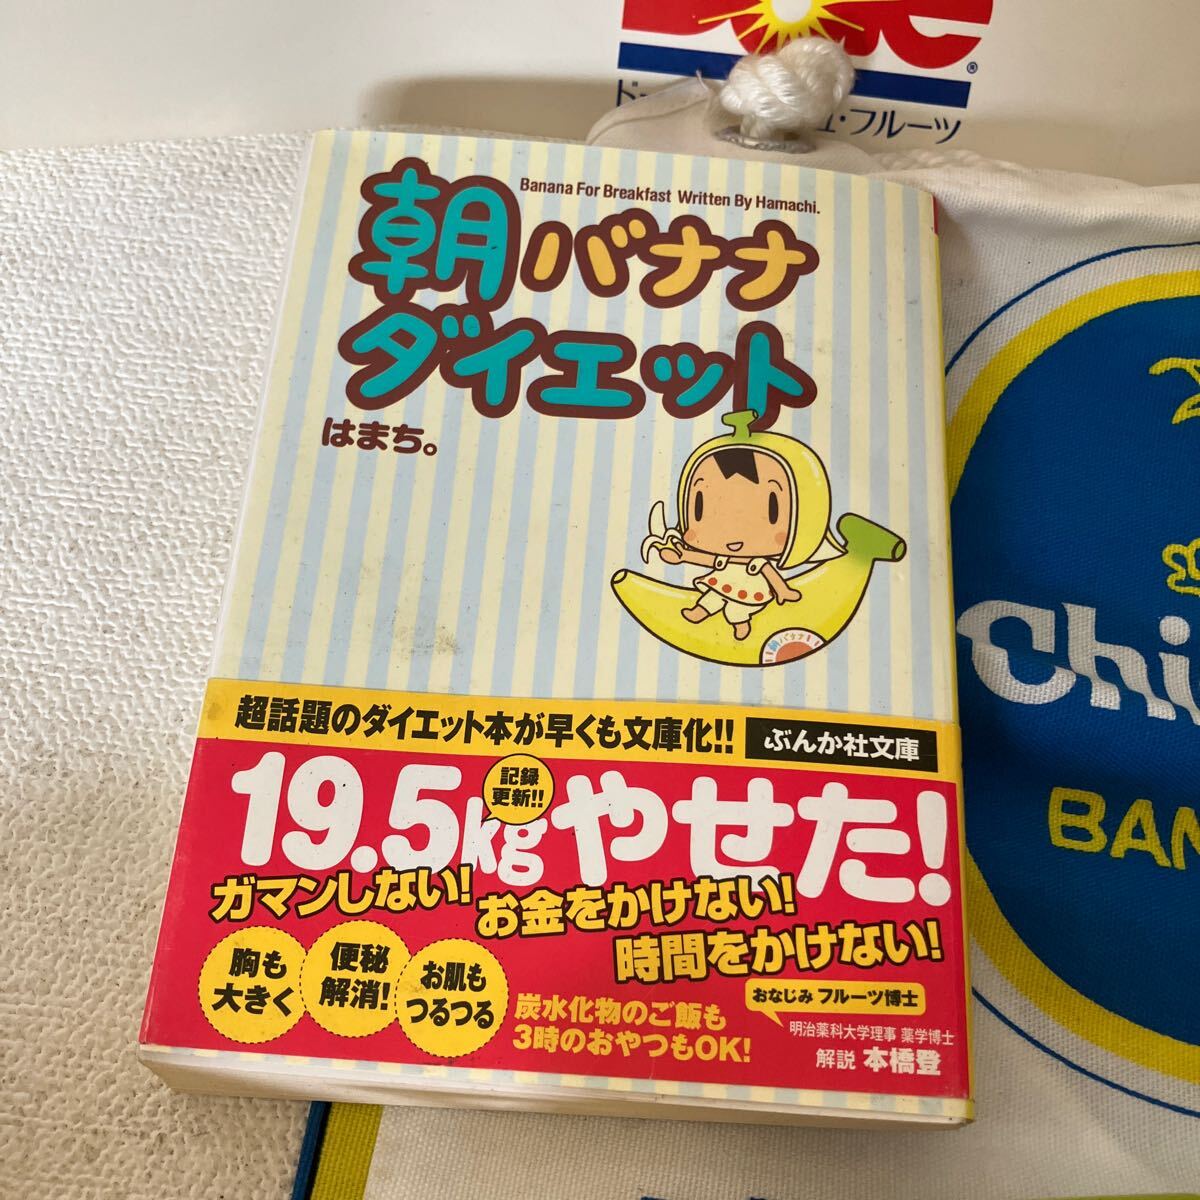 フルーツ
Banana For Breakfast Written By Hamachi.
朝バナナ
ダイエット
はまち。
朝バナナ
超話題のダイエット本が早くも文庫化!!
ぶんか社文庫
記録
更新!!
19.5kgやせた!
ガマンしない!
お金をかけない!
時間をかけない!
胸も
大きく
便秘
解消!
お肌も
つるつる
炭水化物のご飯も
3時のおやつもOK!
おなじみ フルーツ博士
明治薬科大学理事 薬学博士
解説 本橋登
Chi
BAN